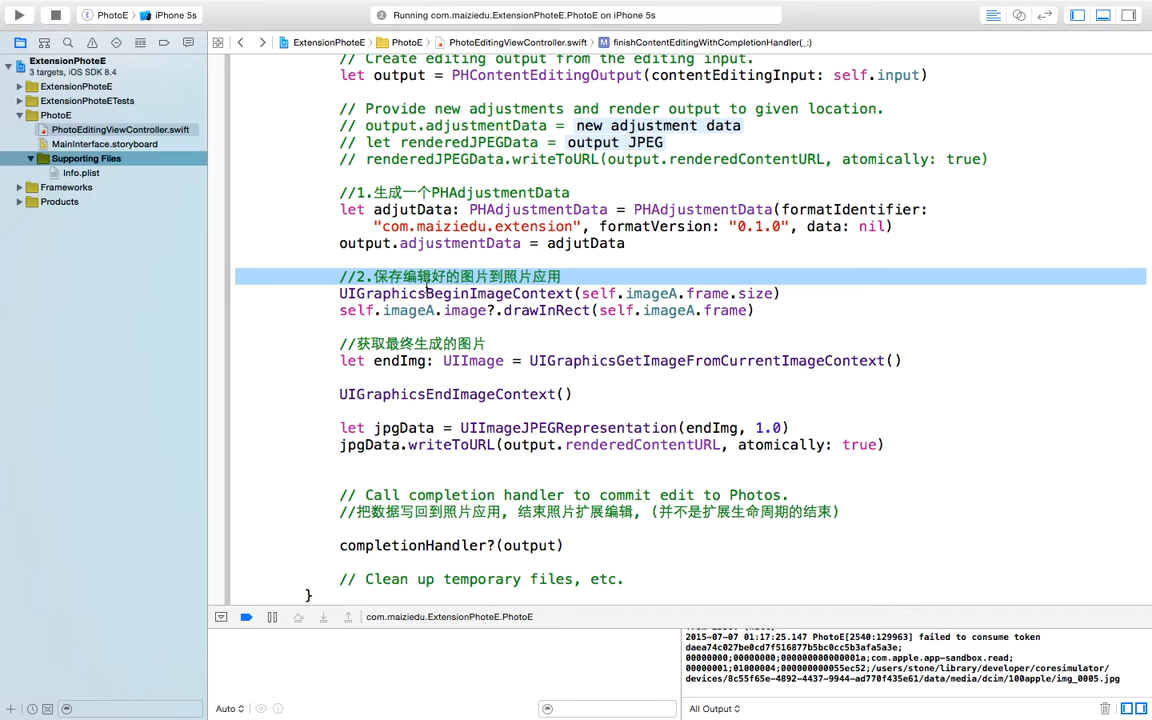 PhotoE
iPhone 5s
Running com.maiziedu.ExtensionPhoteE.PhotoE on iPhone 5s
ExtensionPhoteE
3 targets, iOS SDK 8.4
ExtensionPhoteE
ExtensionPhoteETests
PhotoE
PhotoEditingViewController.swift
MainInterface.storyboard
Supporting Files
Info.plist
Frameworks
Products
ExtensionPhoteE
PhotoE
PhotoEditingViewController.swift
M
finishContentEditingWithCompletionHandler(_:)
// Create editing output from the editing input.
let output = PHContentEditingOutput(contentEditingInput: self.input)
// Provide new adjustments and render output to given location.
// output.adjustmentData = new adjustment data
// let renderedJPEGData = output JPEG
// renderedJPEGData.writeToURL(output.renderedContentURL, atomically: true)
//1.生成一个PHAdjustmentData
let adjutData: PHAdjustmentData = PHAdjustmentData(formatIdentifier:
"com.maiziedu.extension", formatVersion: "0.1.0", data: nil)
output.adjustmentData = adjutData
//2.保存编辑好的图片到照片应用
UIGraphicsBeginImageContext(self.imageA.frame.size)
self.imageA.image?.drawInRect(self.imageA.frame)
//获取最终生成的图片
let endImg: UIImage = UIGraphicsGetImageFromCurrentImageContext()
UIGraphicsEndImageContext()
let jpgData = UIImageJPEGRepresentation(endImg, 1.0)
jpgData.writeToURL(output.renderedContentURL, atomically: true)
// Call completion handler to commit edit to Photos.
//把数据写回到照片应用, 结束照片扩展编辑, (并不是扩展生命周期的结束)
completionHandler?(output)
// Clean up temporary files, etc.
}
com.maiziedu.ExtensionPhoteE.PhotoE
2015-07-07 01:17:25.147 PhotoE[2540:129963] failed to consume token
daea74c027be0cd7f516877b5bc0cc5b3afa5a3e;
00000000;00000000;000000000000001a;com.apple.app-sandbox.read;
00000001;01000004;000000000055ec52;/users/stone/library/developer/coresimulator/
devices/8c55f65e-4892-4437-9944-ad770f435e61/data/media/dcim/100apple/img_0005.jpg
Auto
All Output